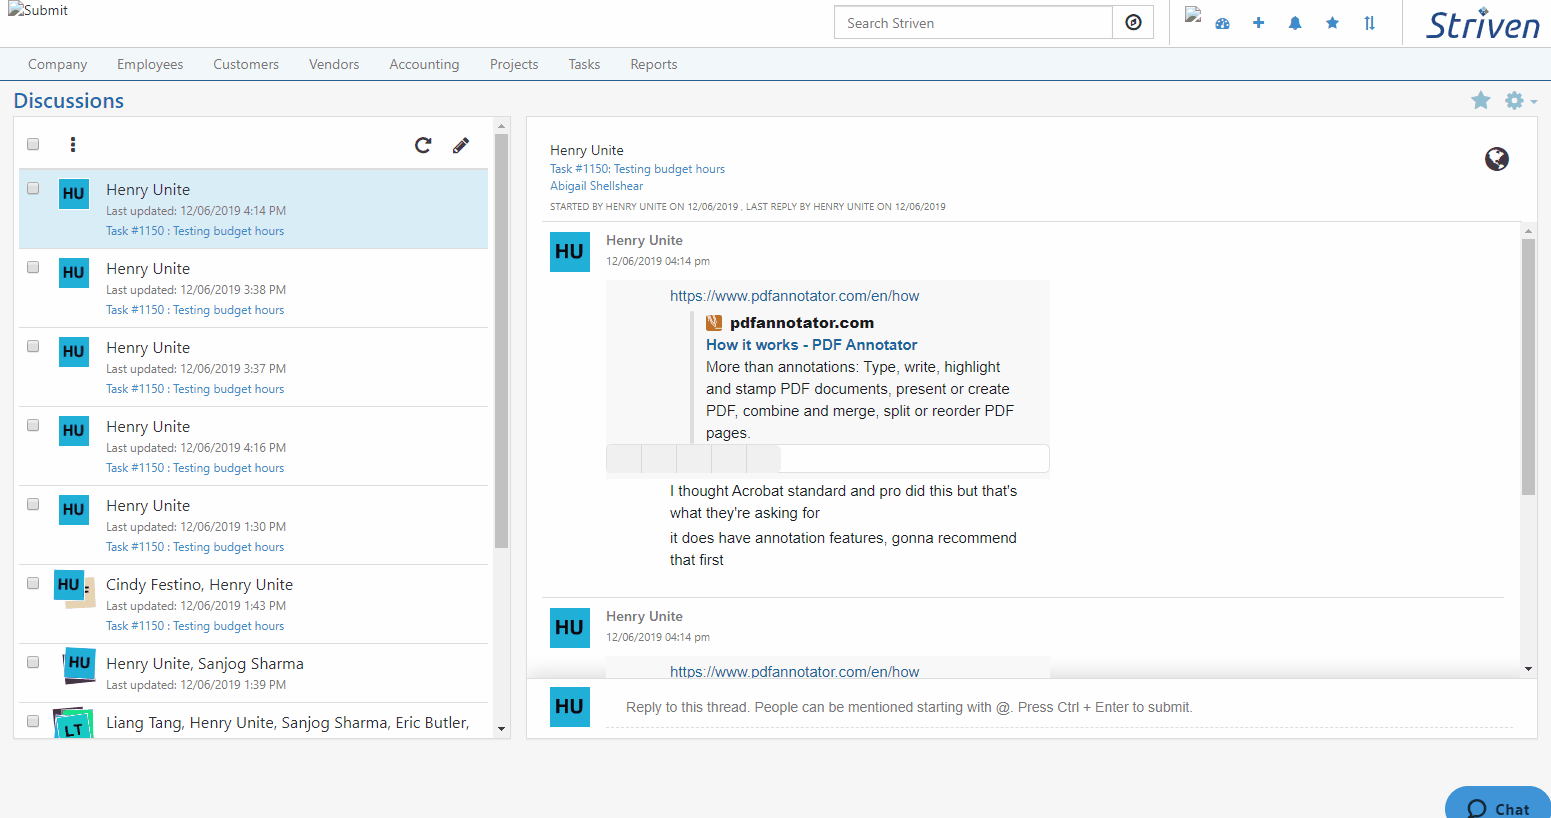 Submit
Search Striven
Striven
Company Employees Customers Vendors Accounting Projects Tasks Reports
Discussions
HU
Henry Unite
Last updated: 12/06/2019 4:14 PM
Task #1150 : Testing budget hours
HU
Henry Unite
Last updated: 12/06/2019 3:38 PM
Task #1150 : Testing budget hours
HU
Henry Unite
Last updated: 12/06/2019 3:37 PM
Task #1150 : Testing budget hours
HU
Henry Unite
Last updated: 12/06/2019 4:16 PM
Task #1150 : Testing budget hours
HU
Henry Unite
Last updated: 12/06/2019 1:30 PM
Task #1150 : Testing budget hours
HU
Cindy Festino, Henry Unite
Last updated: 12/06/2019 1:43 PM
Task #1150 : Testing budget hours
HU
Henry Unite, Sanjog Sharma
Last updated: 12/06/2019 1:39 PM
LT
Liang Tang, Henry Unite, Sanjog Sharma, Eric Butler,
Henry Unite
Task #1150: Testing budget hours
Abigail Shellshear
STARTED BY HENRY UNITE ON 12/06/2019 , LAST REPLY BY HENRY UNITE ON 12/06/2019
HU
Henry Unite
12/06/2019 04:14 pm
https://www.pdfannotator.com/en/how
pdfannotator.com
How it works - PDF Annotator
More than annotations: Type, write, highlight
and stamp PDF documents, present or create
PDF, combine and merge, split or reorder PDF
pages.
I thought Acrobat standard and pro did this but that's
what they're asking for
it does have annotation features, gonna recommend
that first
HU
Henry Unite
12/06/2019 04:14 pm
https://www.pdfannotator.com/en/how
HU
Reply to this thread. People can be mentioned starting with @. Press Ctrl + Enter to submit.
Chat